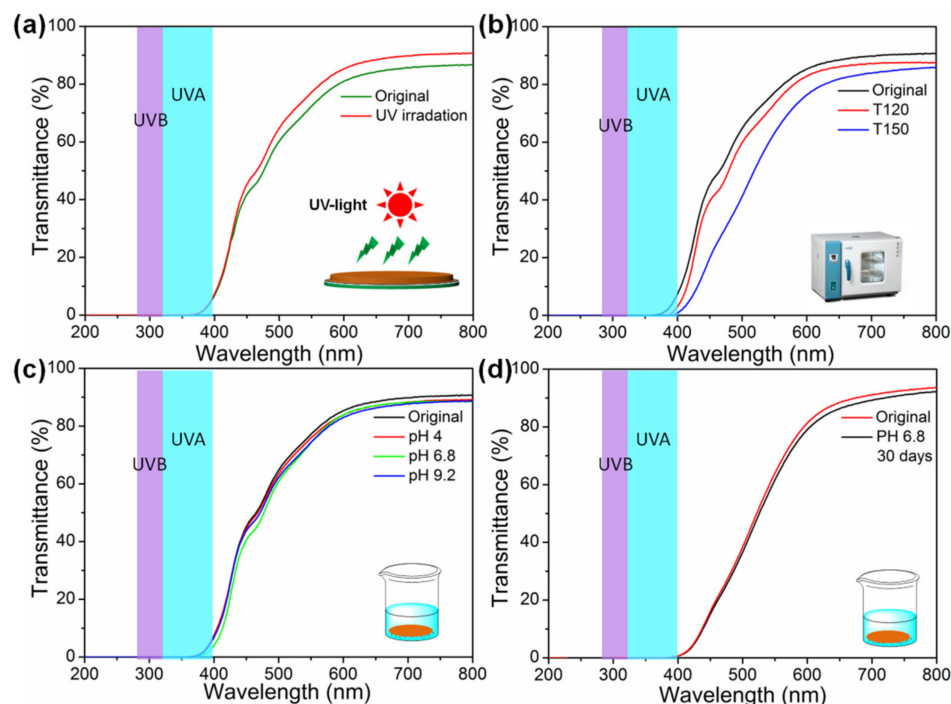 (a)
100
80
60
40
20
0
Transmittance (%)
UVB
UVA
Original
UV irradiation
UV-light
200 300 400 500 600 700 800
Wavelength (nm)
(b)
100
80
60
40
20
0
Transmittance (%)
UVB
UVA
Original
T120
T150
200 300 400 500 600 700 800
Wavelength (nm)
(c)
100
80
60
40
20
0
Transmittance (%)
UVB
UVA
Original
pH 4
pH 6.8
pH 9.2
200 300 400 500 600 700 800
Wavelength (nm)
(d)
100
80
60
40
20
0
Transmittance (%)
UVB
UVA
Original
PH 6.8
30 days
200 300 400 500 600 700 800
Wavelength (nm)